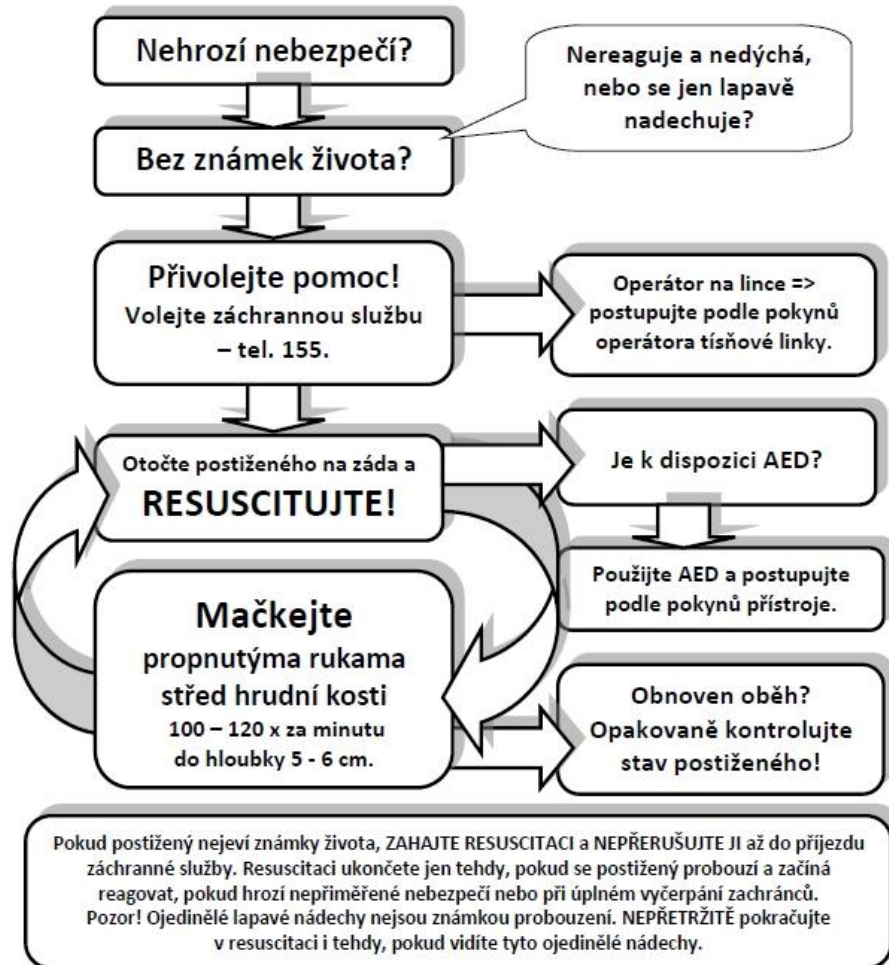 Nehrozí nebezpečí?
Nereaguje a nedýchá,
nebo se jen lapavě
nadechuje?
Bez známek života?
Přivolejte pomoc!
Volejte záchrannou službu
– tel. 155.
Operátor na lince =>
postupujte podle pokynů
operátora tísňové linky.
Otočte postiženého na záda a
RESUSCITUJTE!
Je k dispozici AED?
Použijte AED a postupujte
podle pokynů přístroje.
Mačkejte
propnutýma rukama
střed hrudní kosti
100 – 120 x za minutu
do hloubky 5 - 6 cm.
Obnoven oběh?
Opakovaně kontrolujte
stav postiženého!
Pokud postižený nejeví známky života, ZAHAJTE RESUSCITACI a NEPŘERUŠUJTE JI až do příjezdu
záchranné služby. Resuscitaci ukončete jen tehdy, pokud se postižený probouzí a začíná
reagovat, pokud hrozí nepřiměřené nebezpečí nebo při úplném vyčerpání zachránců.
Pozor! Ojedinělé lapavé nádechy nejsou známkou probouzení. NEPŘETRŽITĚ pokračujte
v resuscitaci i tehdy, pokud vidíte tyto ojedinělé nádechy.